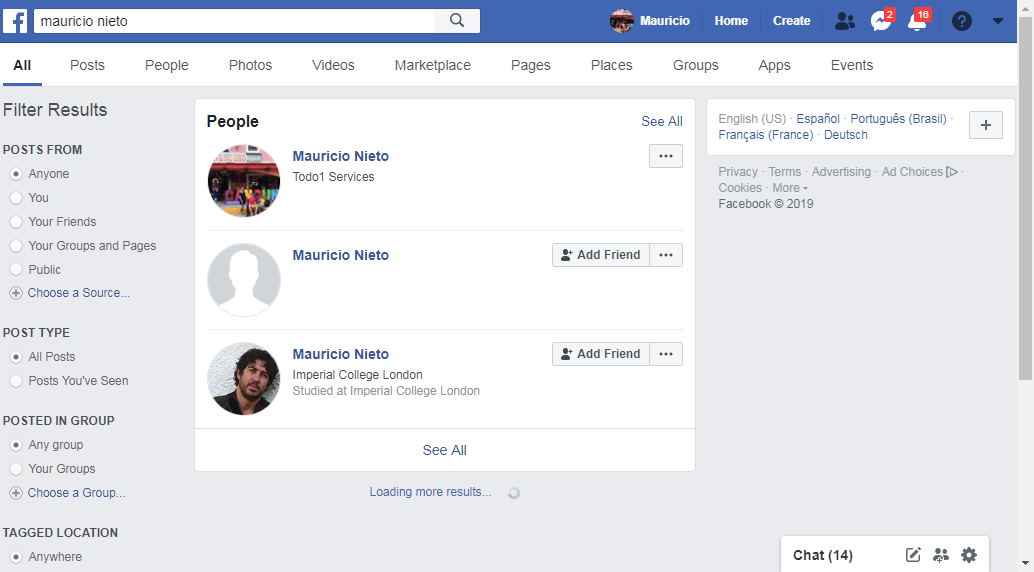 mauricio nieto
Mauricio Home Create 2 16
All Posts People Photos Videos Marketplace Pages Places Groups Apps Events
Filter Results
POSTS FROM
Anyone
You
Your Friends
Your Groups and Pages
Public
Choose a Source...
POST TYPE
All Posts
Posts You've Seen
POSTED IN GROUP
Any group
Your Groups
Choose a Group...
TAGGED LOCATION
Anywhere
People See All
Mauricio Nieto
Todo1 Services
Mauricio Nieto Add Friend
Mauricio Nieto Add Friend
Imperial College London
Studied at Imperial College London
See All
Loading more results...
English (US) · Español · Português (Brasil) ·
Français (France) · Deutsch
Privacy · Terms · Advertising · Ad Choices ·
Cookies · More
Facebook © 2019
Chat (14)